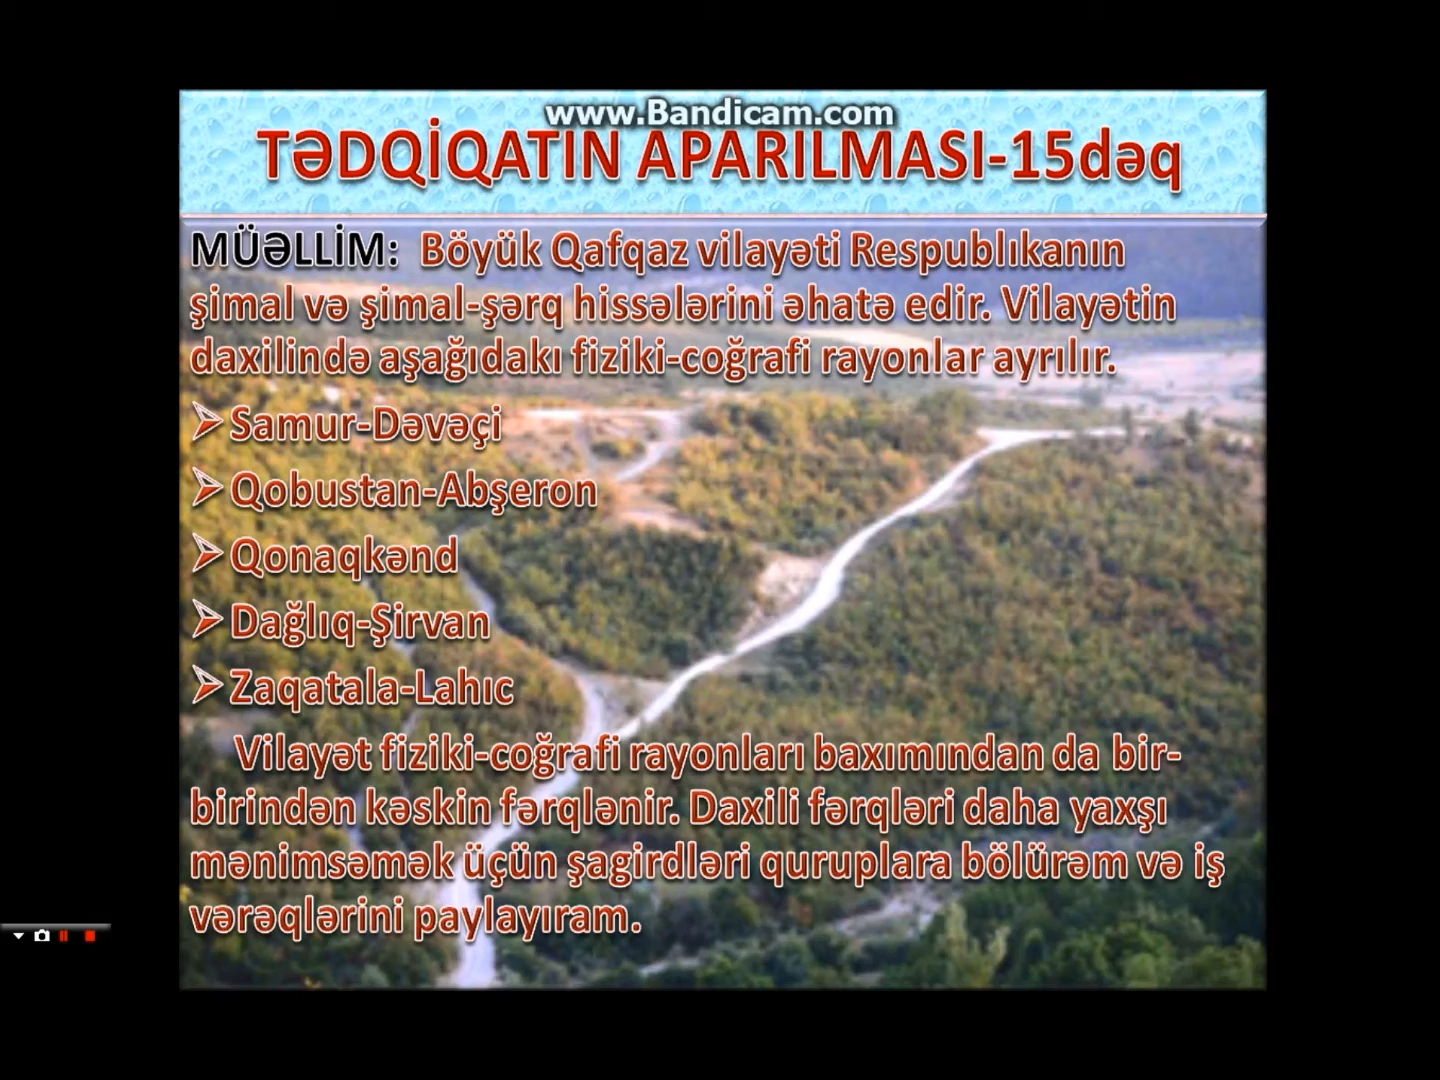 www.Bandicam.com
TƏDQİQATIN APARILMASI-15dəq
MÜƏLLİM: Böyük Qafqaz vilayəti Respublıkanın
şimal və şimal-şərq hissələrini əhatə edir. Vilayətin
daxilində aşağıdakı fiziki-coğrafi rayonlar ayrılır.
Samur-Dəvəçi
Qobustan-Abşeron
Qonaqkənd
Dağlıq-Şirvan
Zaqatala-Lahıc
Vilayət fiziki-coğrafi rayonları baxımından da bir-
birindən kəskin fərqlənir. Daxili fərqləri daha yaxşı
mənimsəmək üçün şagirdləri quruplara bölürəm və iş
vərəqlərini paylayıram.